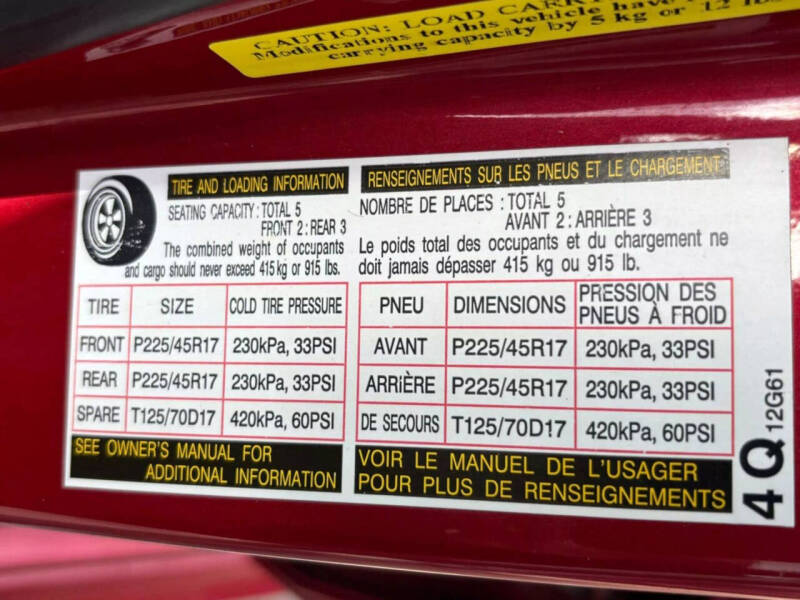 CAUTION: LOAD
Modifications to this vehicle have
carrying capacity by 5 kg or 12 lbs
TIRE AND LOADING INFORMATION
SEATING CAPACITY: TOTAL 5
FRONT 2: REAR 3
The combined weight of occupants
and cargo should never exceed 415 kg or 915 lbs.
TIRE SIZE COLD TIRE PRESSURE
FRONT P225/45R17 230kPa, 33PSI
REAR P225/45R17 230kPa, 33PSI
SPARE T125/70D17 420kPa, 60PSI
SEE OWNER'S MANUAL FOR
ADDITIONAL INFORMATION
RENSEIGNEMENTS SUR LES PNEUS ET LE CHARGEMENT
NOMBRE DE PLACES : TOTAL 5
AVANT 2 : ARRIÈRE 3
Le poids total des occupants et du chargement ne
doit jamais dépasser 415 kg ou 915 lb.
PNEU DIMENSIONS PRESSION DES
PNEUS À FROID
AVANT P225/45R17 230kPa, 33PSI
ARRIÈRE P225/45R17 230kPa, 33PSI
DE SECOURS T125/70D17 420kPa, 60PSI
VOIR LE MANUEL DE L'USAGER
POUR PLUS DE RENSEIGNEMENTS
4Q 12G61